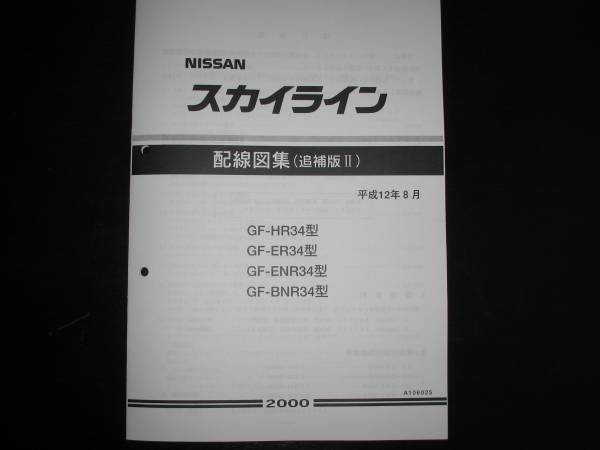 NISSAN
スカイライン
配線図集(追補版Ⅱ)
平成12年8月
GF-HR34型
GF-ER34型
GF-ENR34型
GF-BNR34型
A106025
2000